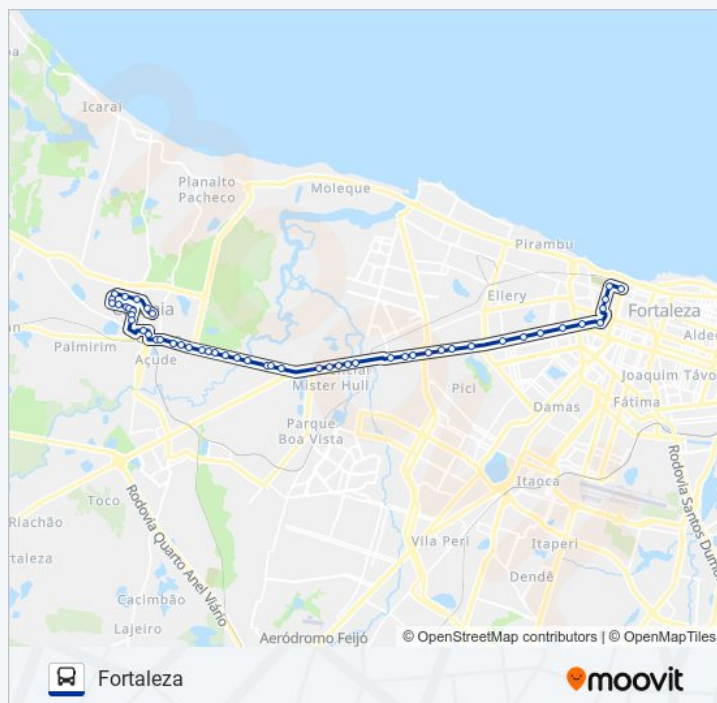 Icaraí
Planalto
Pacheco
Moleque
Pirambu
Ellery
Fortaleza
Palmirim
Açude
Mister Hull
Parque
Boa Vista
Pici
Damas
Joaquim Távo
Fátima
Itaoca
Toco
Riachão
rtaleza
Rodovia Quarto Anel Viário
Vila Peri
Itaperi
Rodovia Santos Dum
Dendê
Cacimbão
Lajeiro
Aeródromo Feijó
© OpenStreetMap contributors | © OpenMapTiles
Fortaleza
moovit